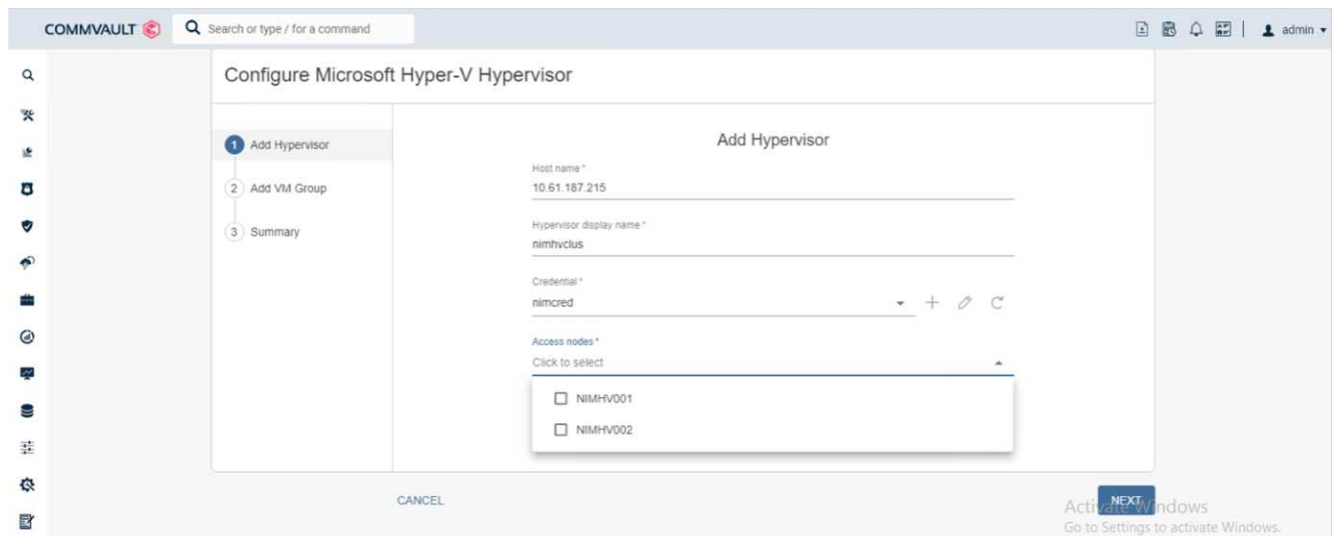 COMMVAULT
Search or type / for a command
admin
Configure Microsoft Hyper-V Hypervisor
1 Add Hypervisor
2 Add VM Group
3 Summary
Add Hypervisor
Host name *
10.61.187.215
Hypervisor display name *
nimhvclus
Credential *
nimcred
Access nodes *
Click to select
NIMHV001
NIMHV002
CANCEL
NEXT
Activate Windows
Go to Settings to activate Windows.